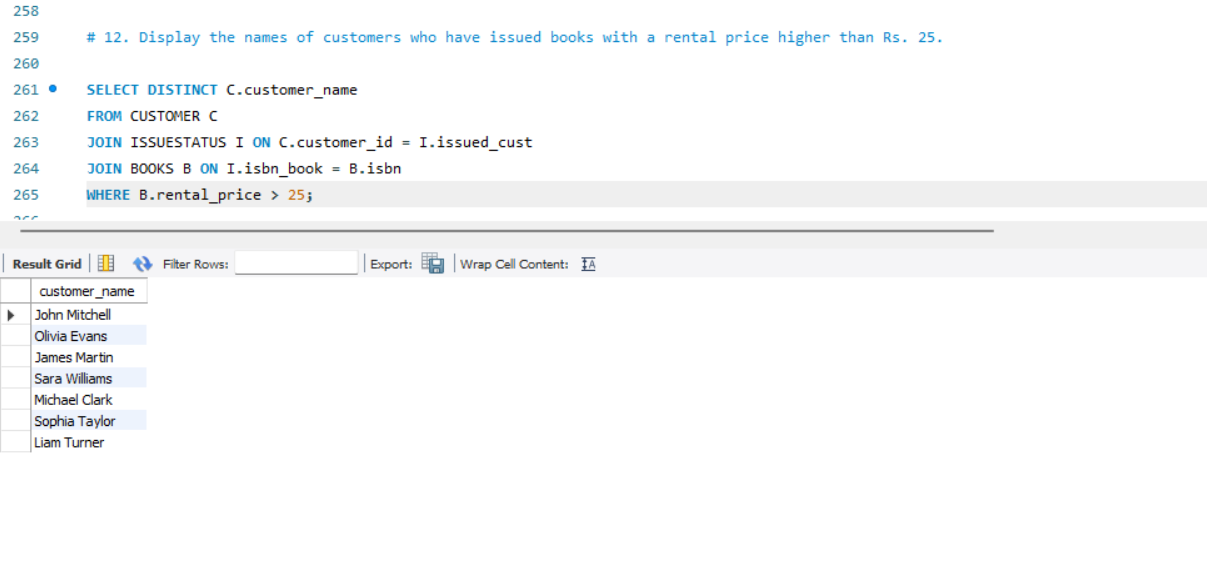 258
259 # 12. Display the names of customers who have issued books with a rental price higher than Rs. 25.
260
261 SELECT DISTINCT C.customer_name
262 FROM CUSTOMER C
263 JOIN ISSUESTATUS I ON C.customer_id = I.issued_cust
264 JOIN BOOKS B ON I.isbn_book = B.isbn
265 WHERE B.rental_price > 25;
Result Grid Filter Rows: Export: Wrap Cell Content: IA
customer_name
John Mitchell
Olivia Evans
James Martin
Sara Williams
Michael Clark
Sophia Taylor
Liam Turner